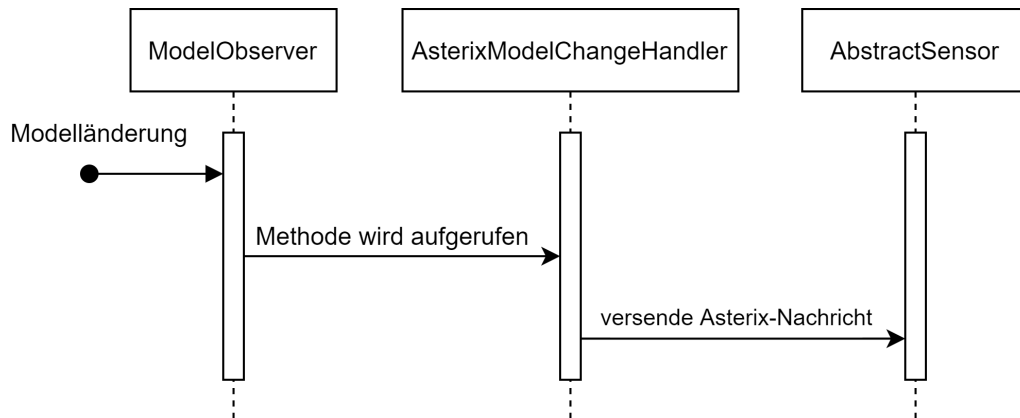 ModelObserver
AsterixModelChangeHandler
AbstractSensor
Modelländerung
Methode wird aufgerufen
versende Asterix-Nachricht